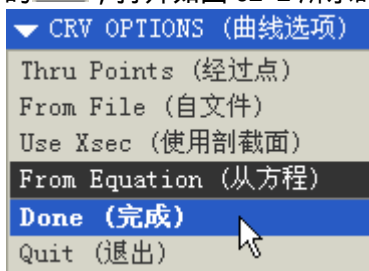 ▼ CRV OPTIONS (曲线选项)
Thru Points (经过点)
From File (自文件)
Use Xsec (使用剖截面)
From Equation (从方程)
Done (完成)
Quit (退出)